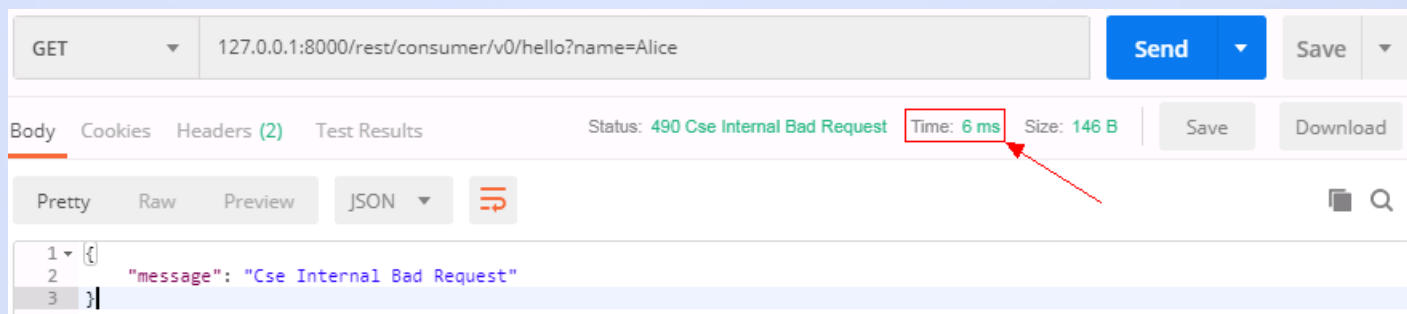 GET 127.0.0.1:8000/rest/consumer/v0/hello?name=Alice Send Save
Body Cookies Headers (2) Test Results Status: 490 Cse Internal Bad Request Time: 6 ms Size: 146 B Save Download
Pretty Raw Preview JSON
1 {
2 "message": "Cse Internal Bad Request"
3 }